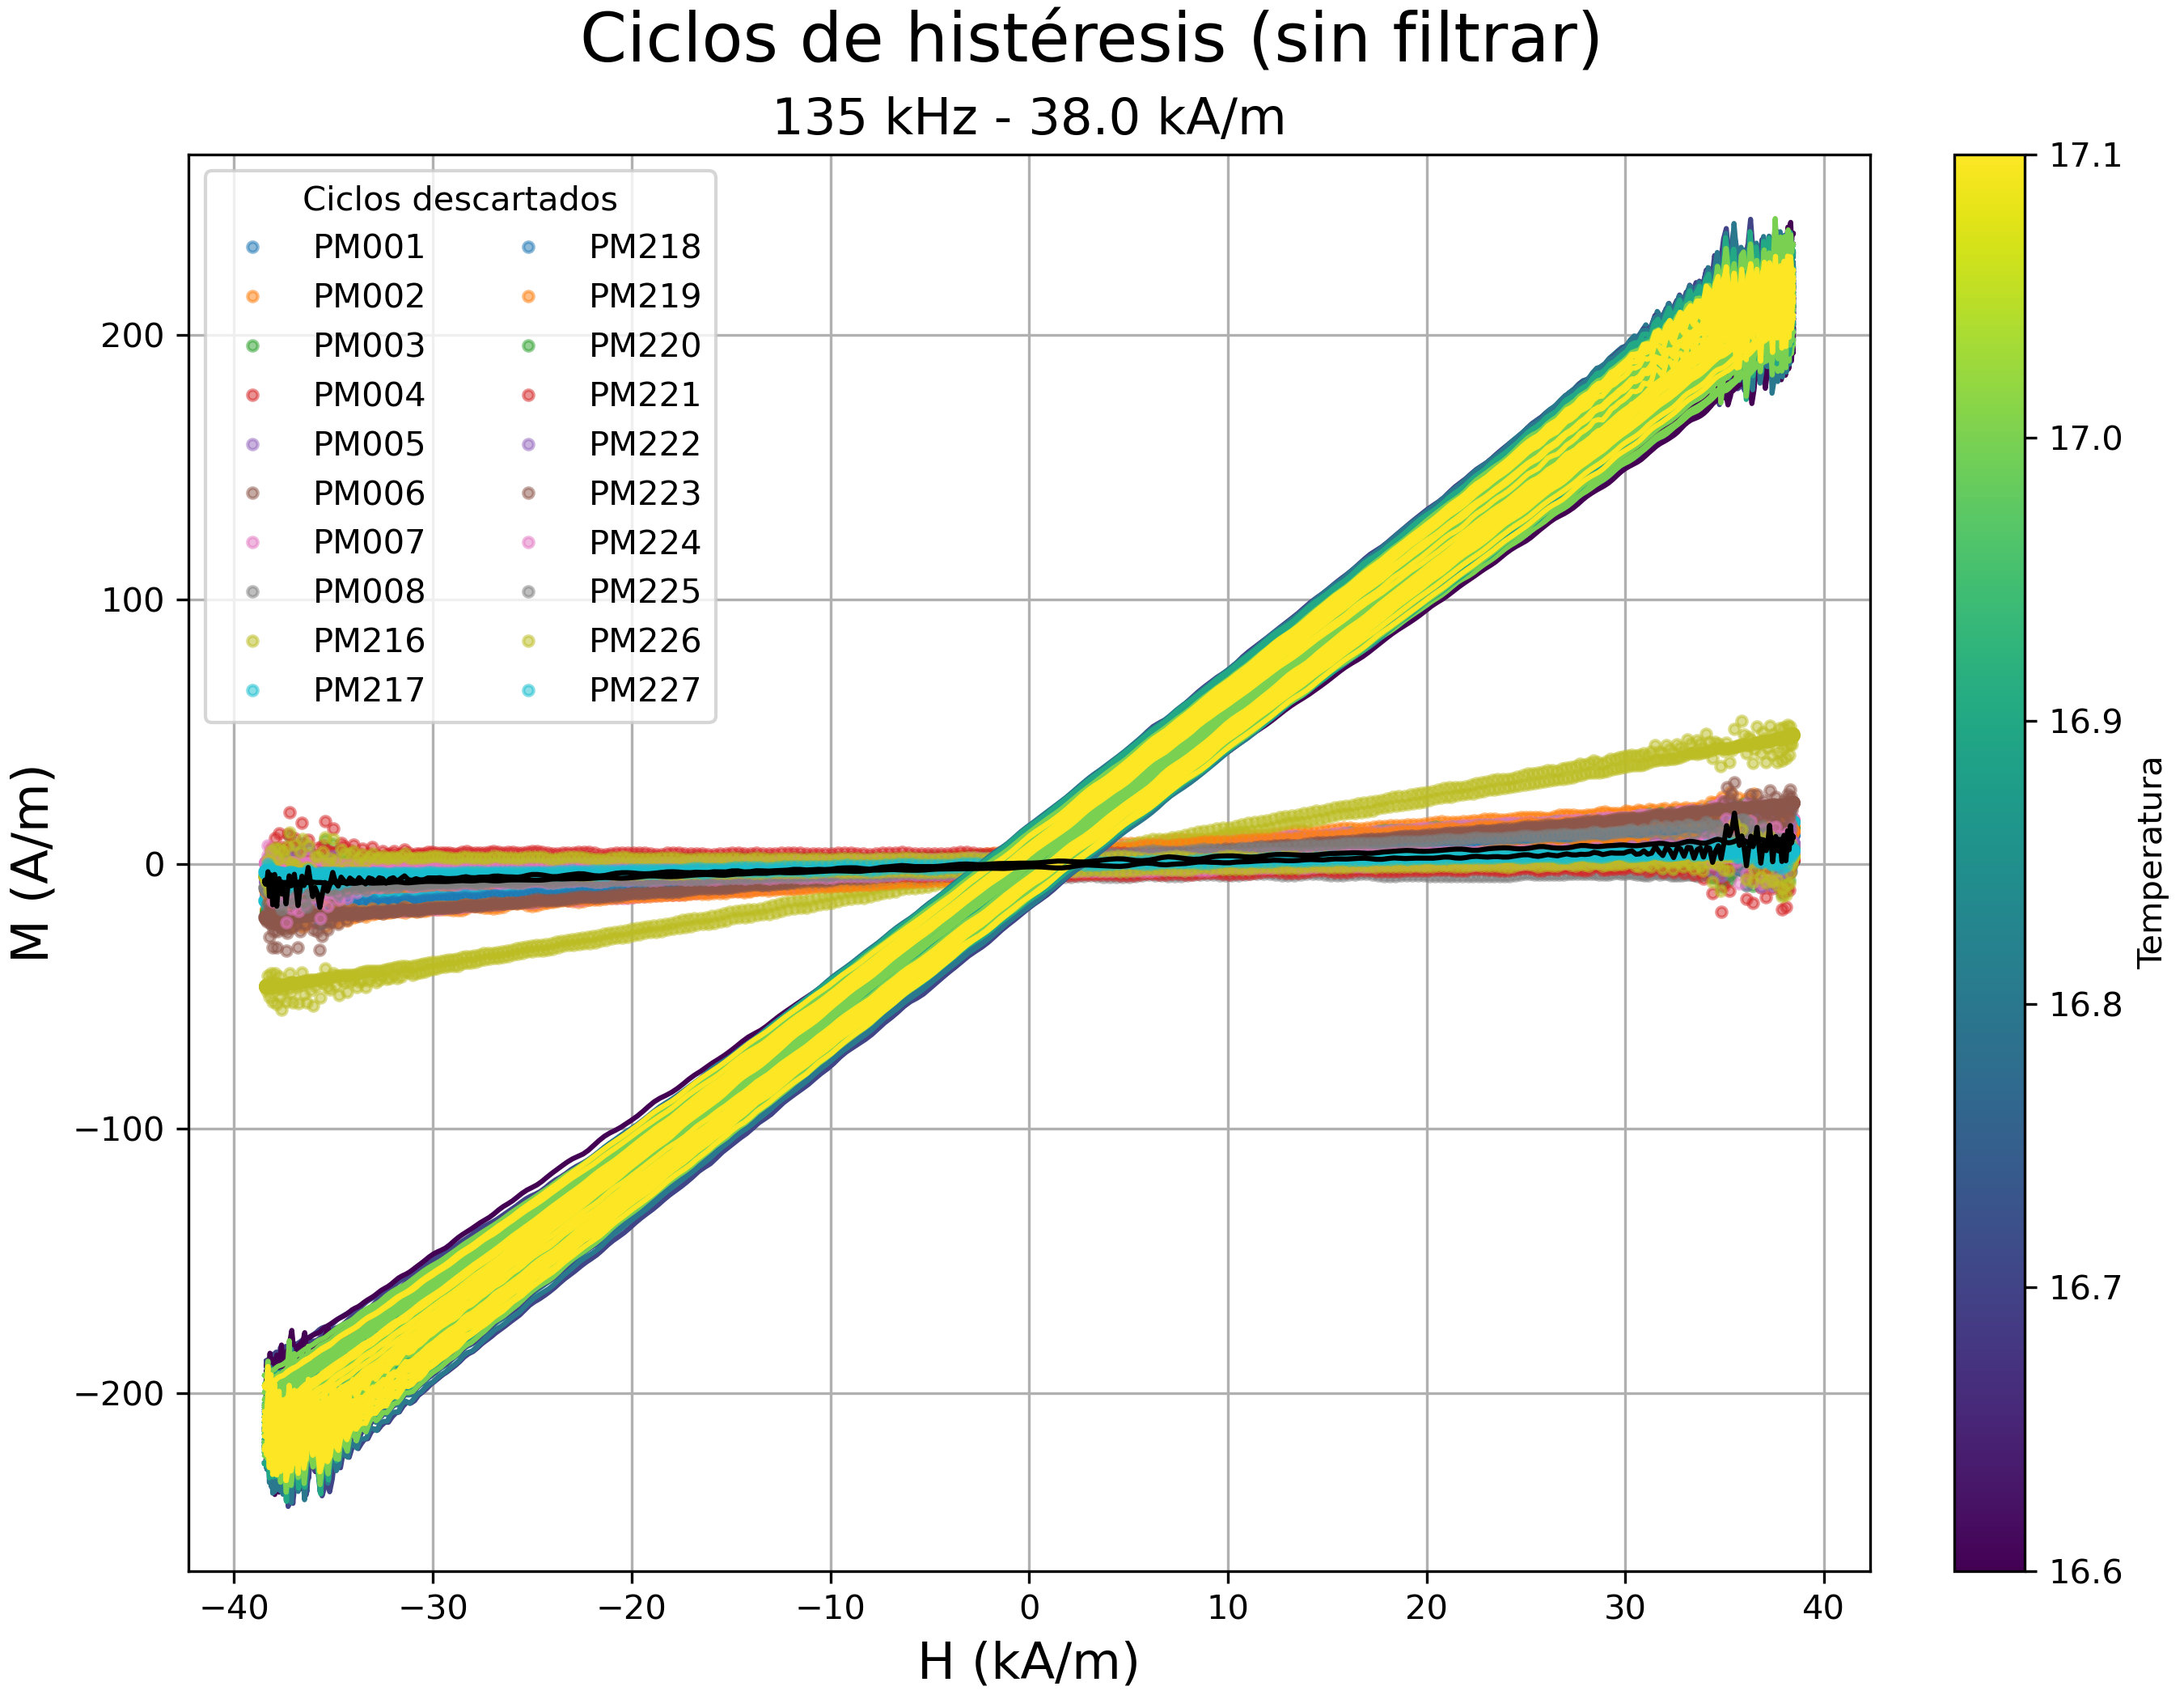 Ciclos de histéresis (sin filtrar)
135 kHz - 38.0 kA/m
Ciclos descartados
PM001 PM218
PM002 PM219
PM003 PM220
PM004 PM221
PM005 PM222
PM006 PM223
PM007 PM224
PM008 PM225
PM216 PM226
PM217 PM227
M (A/m)
200
100
0
−100
−200
−40 −30 −20 −10 0 10 20 30 40
H (kA/m)
17.1
17.0
16.9
16.8
16.7
16.6
Temperatura